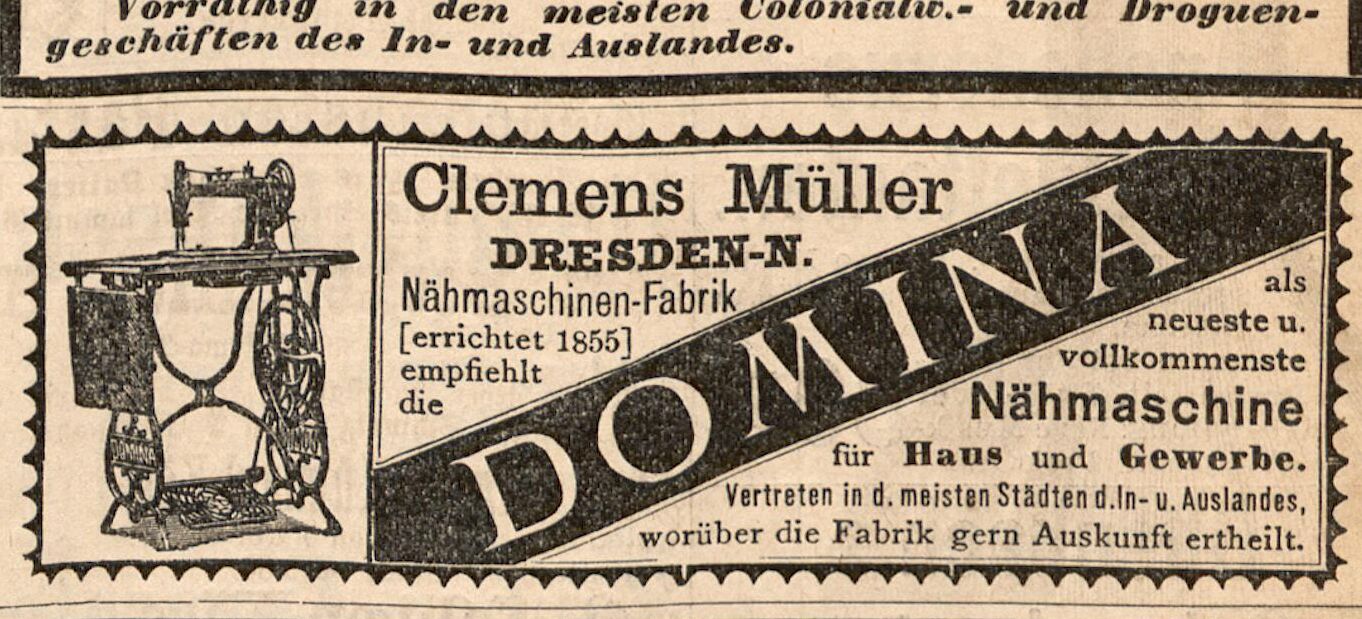 Vorräthig in den meisten Colonialw.- und Droguen-
geschäften des In- und Auslandes.
Clemens Müller
DRESDEN-N.
Nähmaschinen-Fabrik
[errichtet 1855]
empfiehlt
die
DOMINA
als
neueste u.
vollkommenste
Nähmaschine
für Haus und Gewerbe.
Vertreten in d. meisten Städten d. In- u. Auslandes,
worüber die Fabrik gern Auskunft ertheilt.
DOMINA